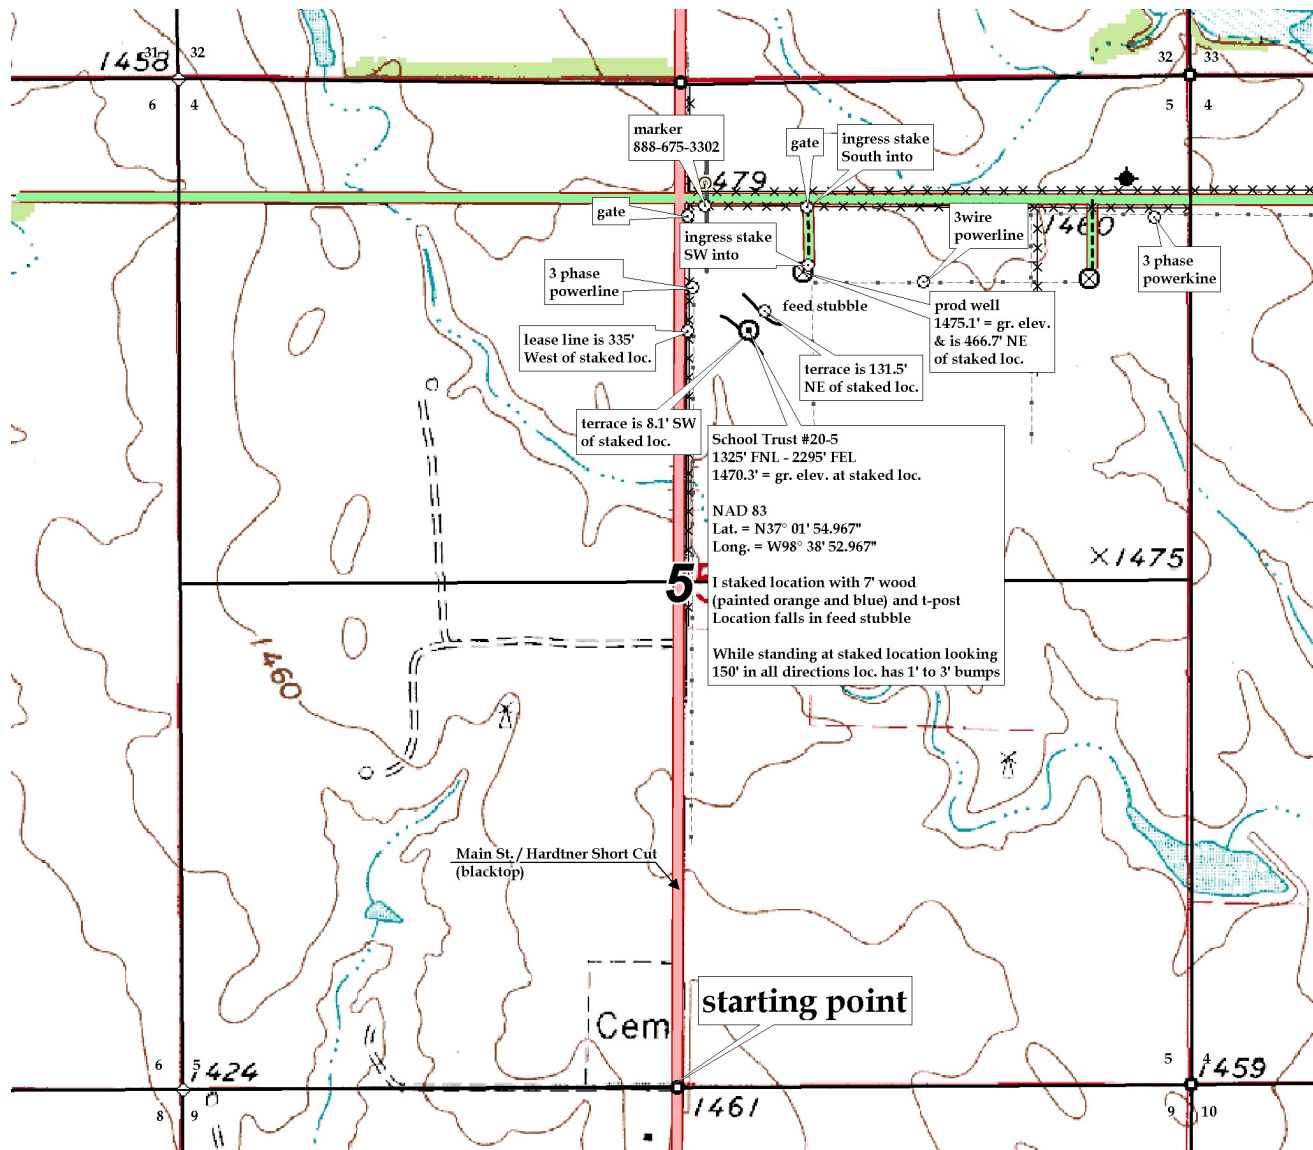 1458
31
32
32
33
6
4
5
4
marker
888-675-3302
gate
ingress stake
South into
479
gate
3wire
powerline
1460
ingress stake
SW into
3 phase
powerline
3 phase
powerkine
feed stubble
prod well
1475.1' = gr. elev.
& is 466.7' NE
of staked loc.
lease line is 335'
West of staked loc.
terrace is 131.5'
NE of staked loc.
terrace is 8.1' SW
of staked loc.
School Trust #20-5
1325' FNL - 2295' FEL
1470.3' = gr. elev. at staked loc.
NAD 83
Lat. = N37° 01' 54.967"
Long. = W98° 38' 52.967"
I staked location with 7' wood
(painted orange and blue) and t-post
Location falls in feed stubble
While standing at staked location looking
150' in all directions loc. has 1' to 3' bumps
×1475
5
5
1460
Main St./ Hardtner Short Cut
(blacktop)
starting point
Cem
6
5
1424
5
4
1459
8
9
1461
9
10